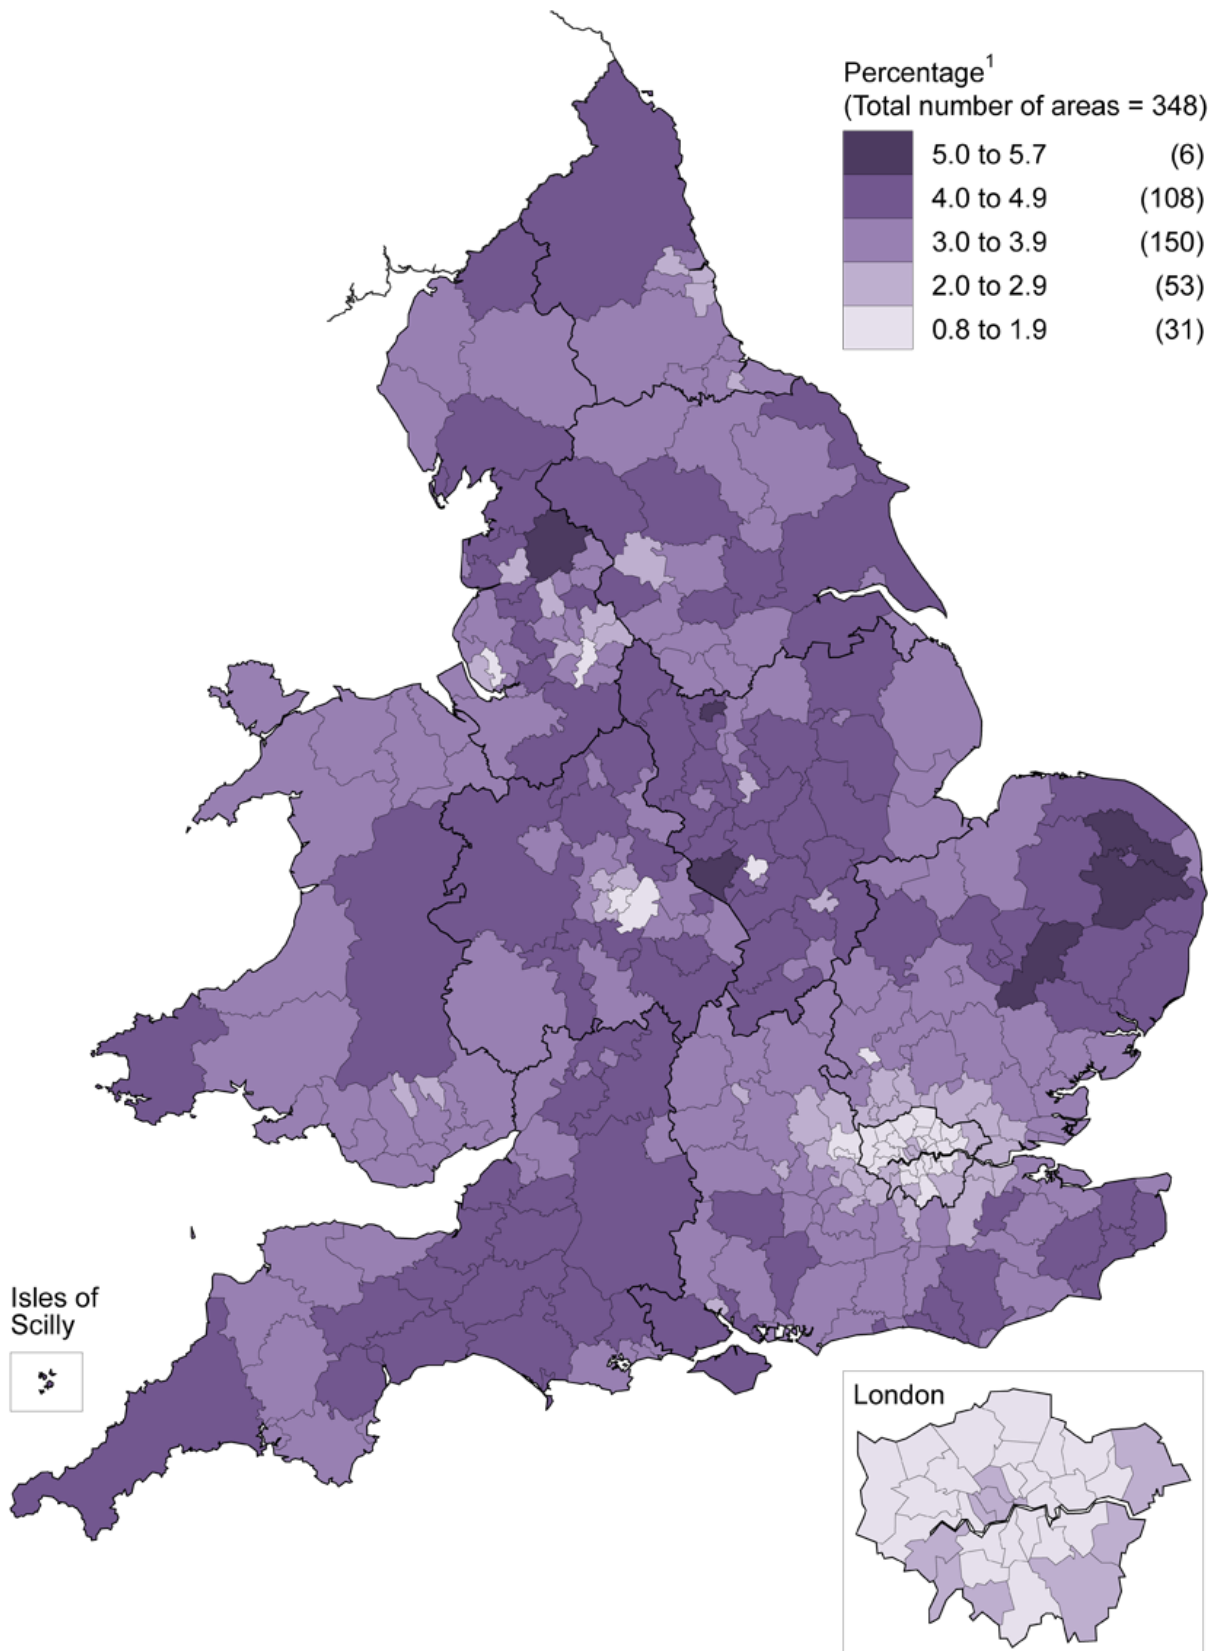 Percentage1
(Total number of areas = 348)
5.0 to 5.7 (6)
4.0 to 4.9 (108)
3.0 to 3.9 (150)
2.0 to 2.9 (53)
0.8 to 1.9 (31)
Isles of
Scilly
London